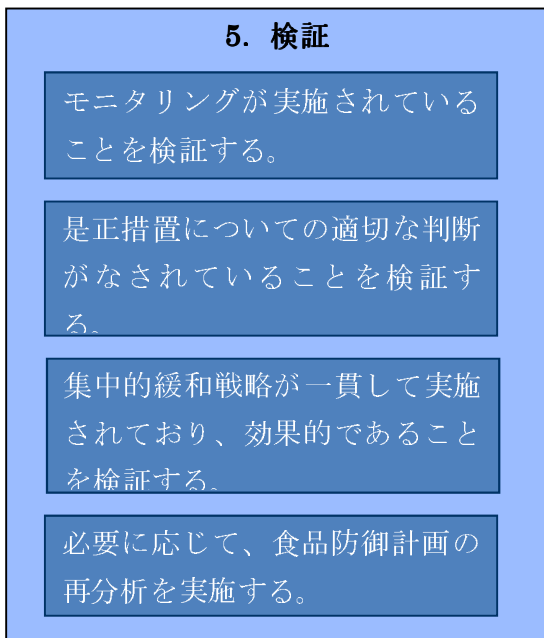 5. 検証
モニタリングが実施されている
ことを検証する。
是正措置についての適切な判断
がなされていることを検証す
る。
集中的緩和戦略が一貫して実施
されており、効果的であること
を検証する。
必要に応じて、食品防御計画の
再分析を実施する。